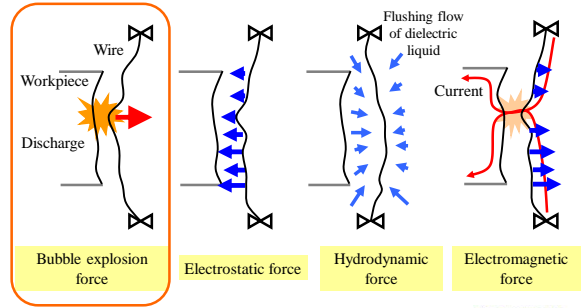 Wire
Workpiece
Discharge
Bubble explosion
force
Electrostatic force
Flushing flow
of dielectric
liquid
Hydrodynamic
force
Current
Electromagnetic
force